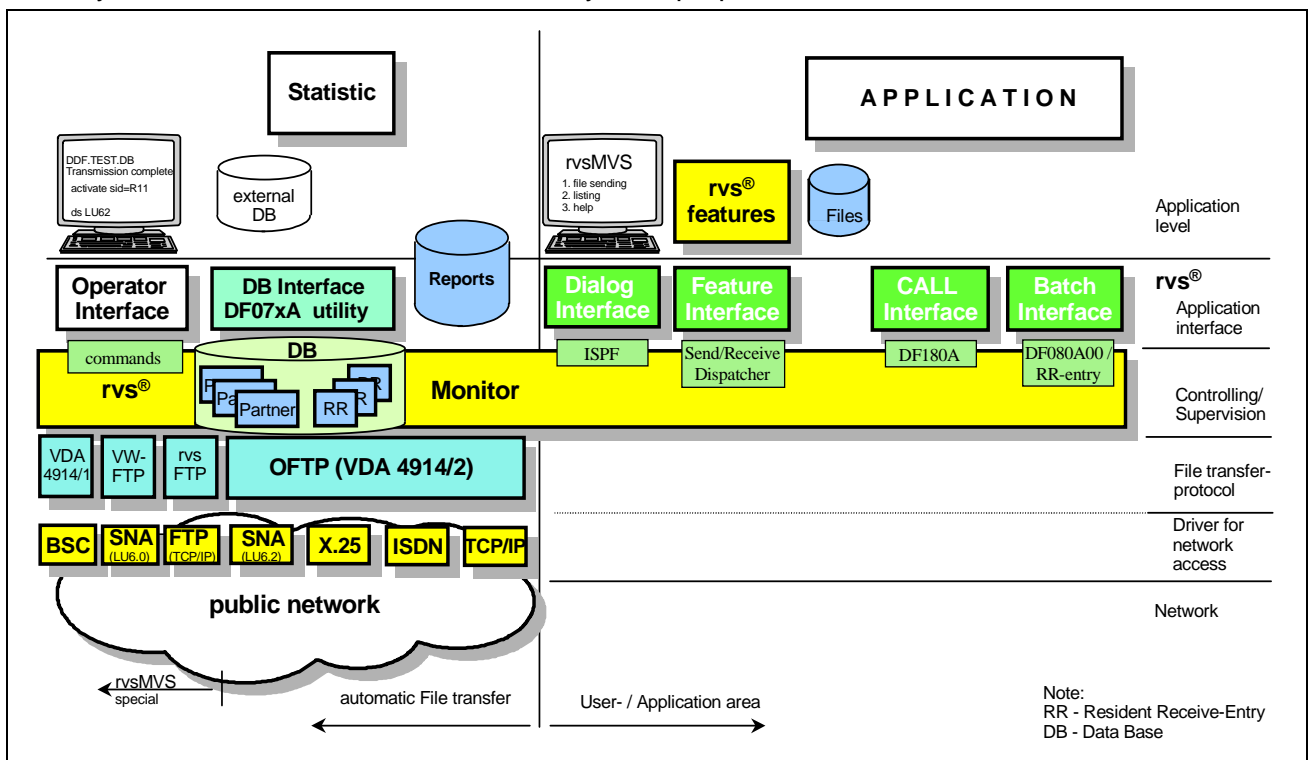 Statistic
A P P L I C A T I O N
DDF.TEST.DB
Transmission complete
activate sid=R11
ds LU62
external
DB
rvsMVS
1. file sending
2. listing
3. help
rvs®
features
Files
Application
level
Reports
Operator
Interface
DB Interface
DF07xA utility
Dialog
Interface
Feature
Interface
CALL
Interface
Batch
Interface
rvs®
Application
interface
commands
DB
ISPF
Send/Receive
Dispatcher
DF180A
DF080A00 /
RR-entry
rvs®
Partner
RR
Monitor
Controlling/
Supervision
VDA
4914/1
VW-
FTP
rvs
FTP
OFTP (VDA 4914/2)
File transfer-
protocol
BSC
SNA
(LU6.0)
FTP
(TCP/IP)
SNA
(LU6.2)
X.25
ISDN
TCP/IP
Driver for
network
access
public network
Network
rvsMVS
special
automatic File transfer
User- / Application area
Note:
RR - Resident Receive-Entry
DB - Data Base